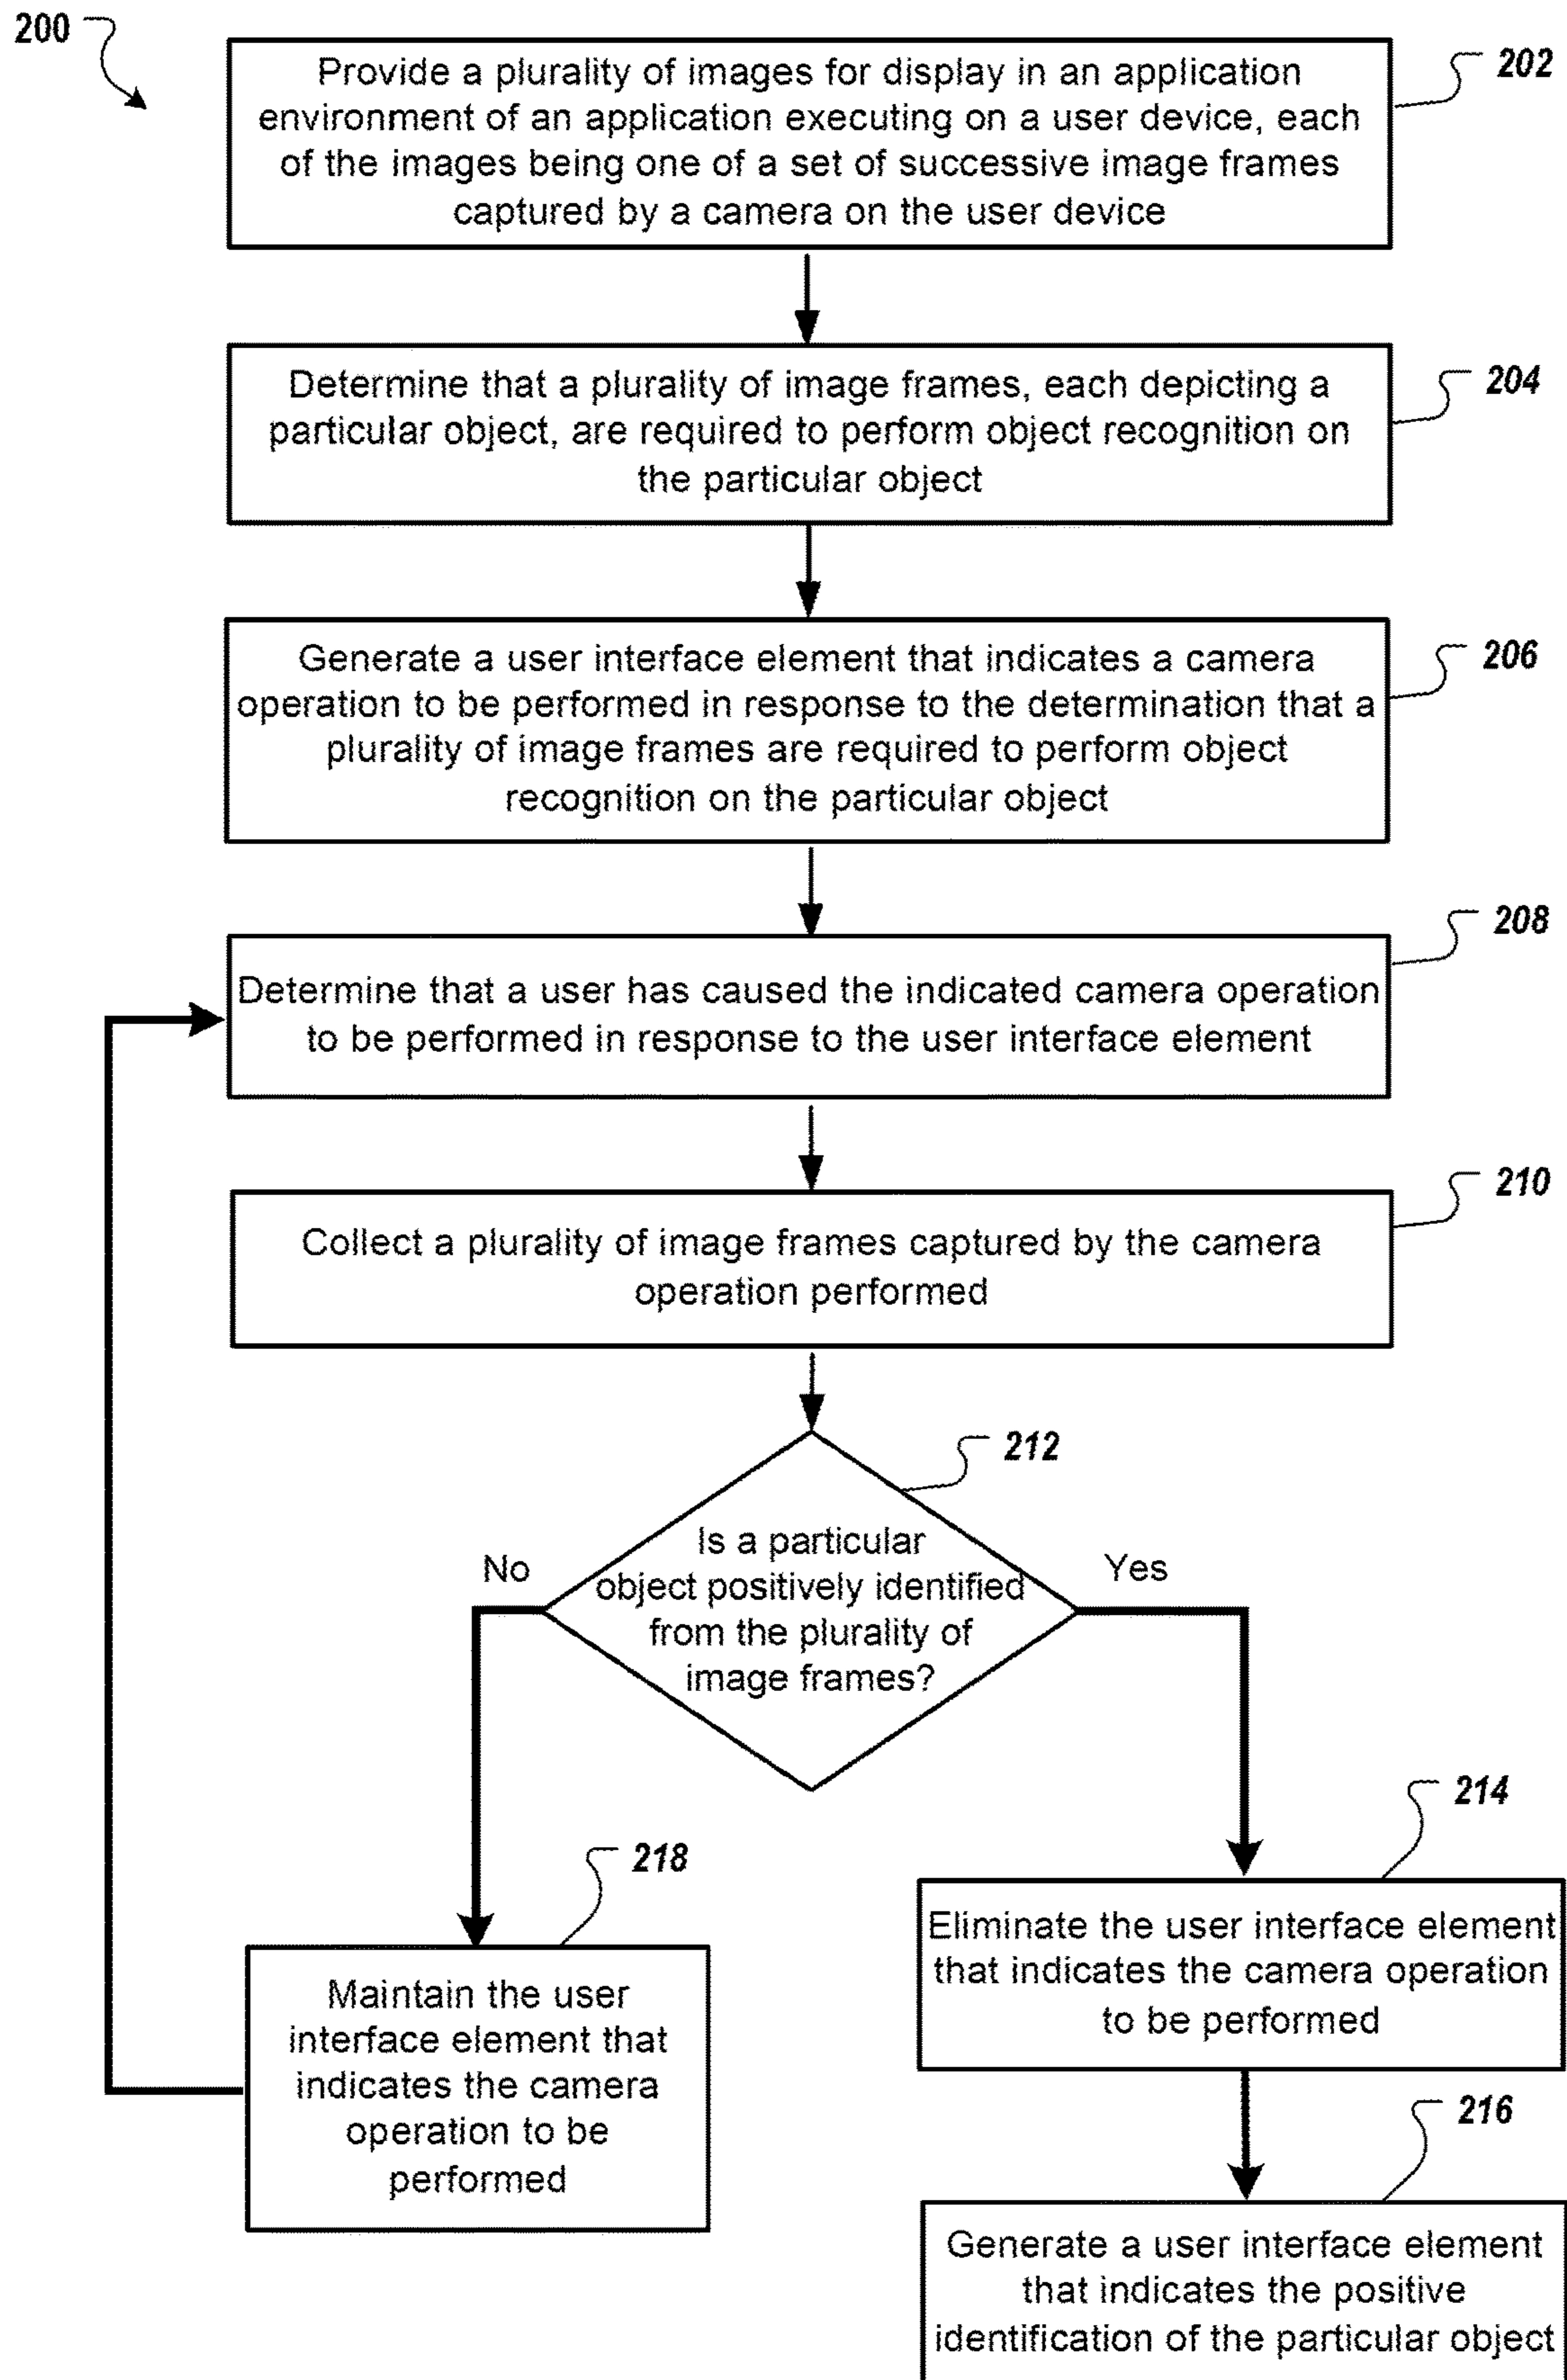 200
Provide a plurality of images for display in an application
environment of an application executing on a user device, each
of the images being one of a set of successive image frames
captured by a camera on the user device
202
Determine that a plurality of image frames, each depicting a
particular object, are required to perform object recognition on
the particular object
204
Generate a user interface element that indicates a camera
operation to be performed in response to the determination that a
plurality of image frames are required to perform object
recognition on the particular object
206
Determine that a user has caused the indicated camera operation
to be performed in response to the user interface element
208
Collect a plurality of image frames captured by the camera
operation performed
210
212
Is a particular
object positively identified
from the plurality of
image frames?
No
Yes
218
Maintain the user
interface element that
indicates the camera
operation to be
performed
214
Eliminate the user interface element
that indicates the camera operation
to be performed
216
Generate a user interface element
that indicates the positive
identification of the particular object